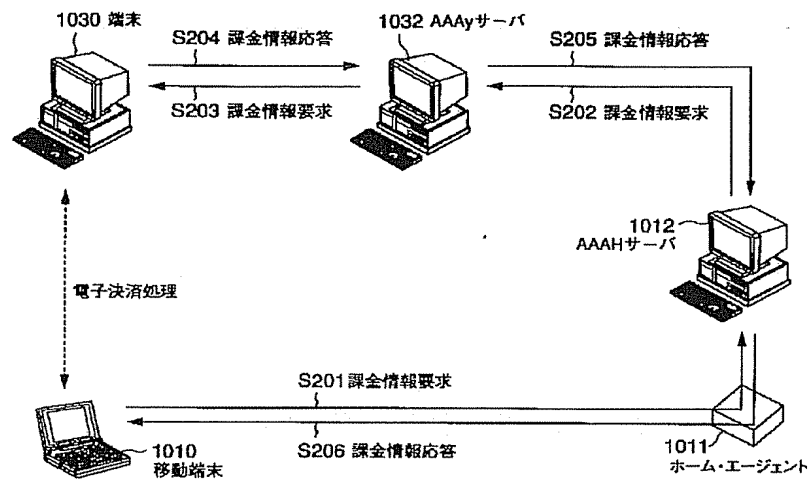 1030 端末
S204 課金情報応答
S203 課金情報要求
1032 AAAyサーバ
S205 課金情報応答
S202 課金情報要求
1012
AAAHサーバ
電子決済処理
S201 課金情報要求
S206 課金情報応答
1010
移動端末
1011
ホーム・エージェント